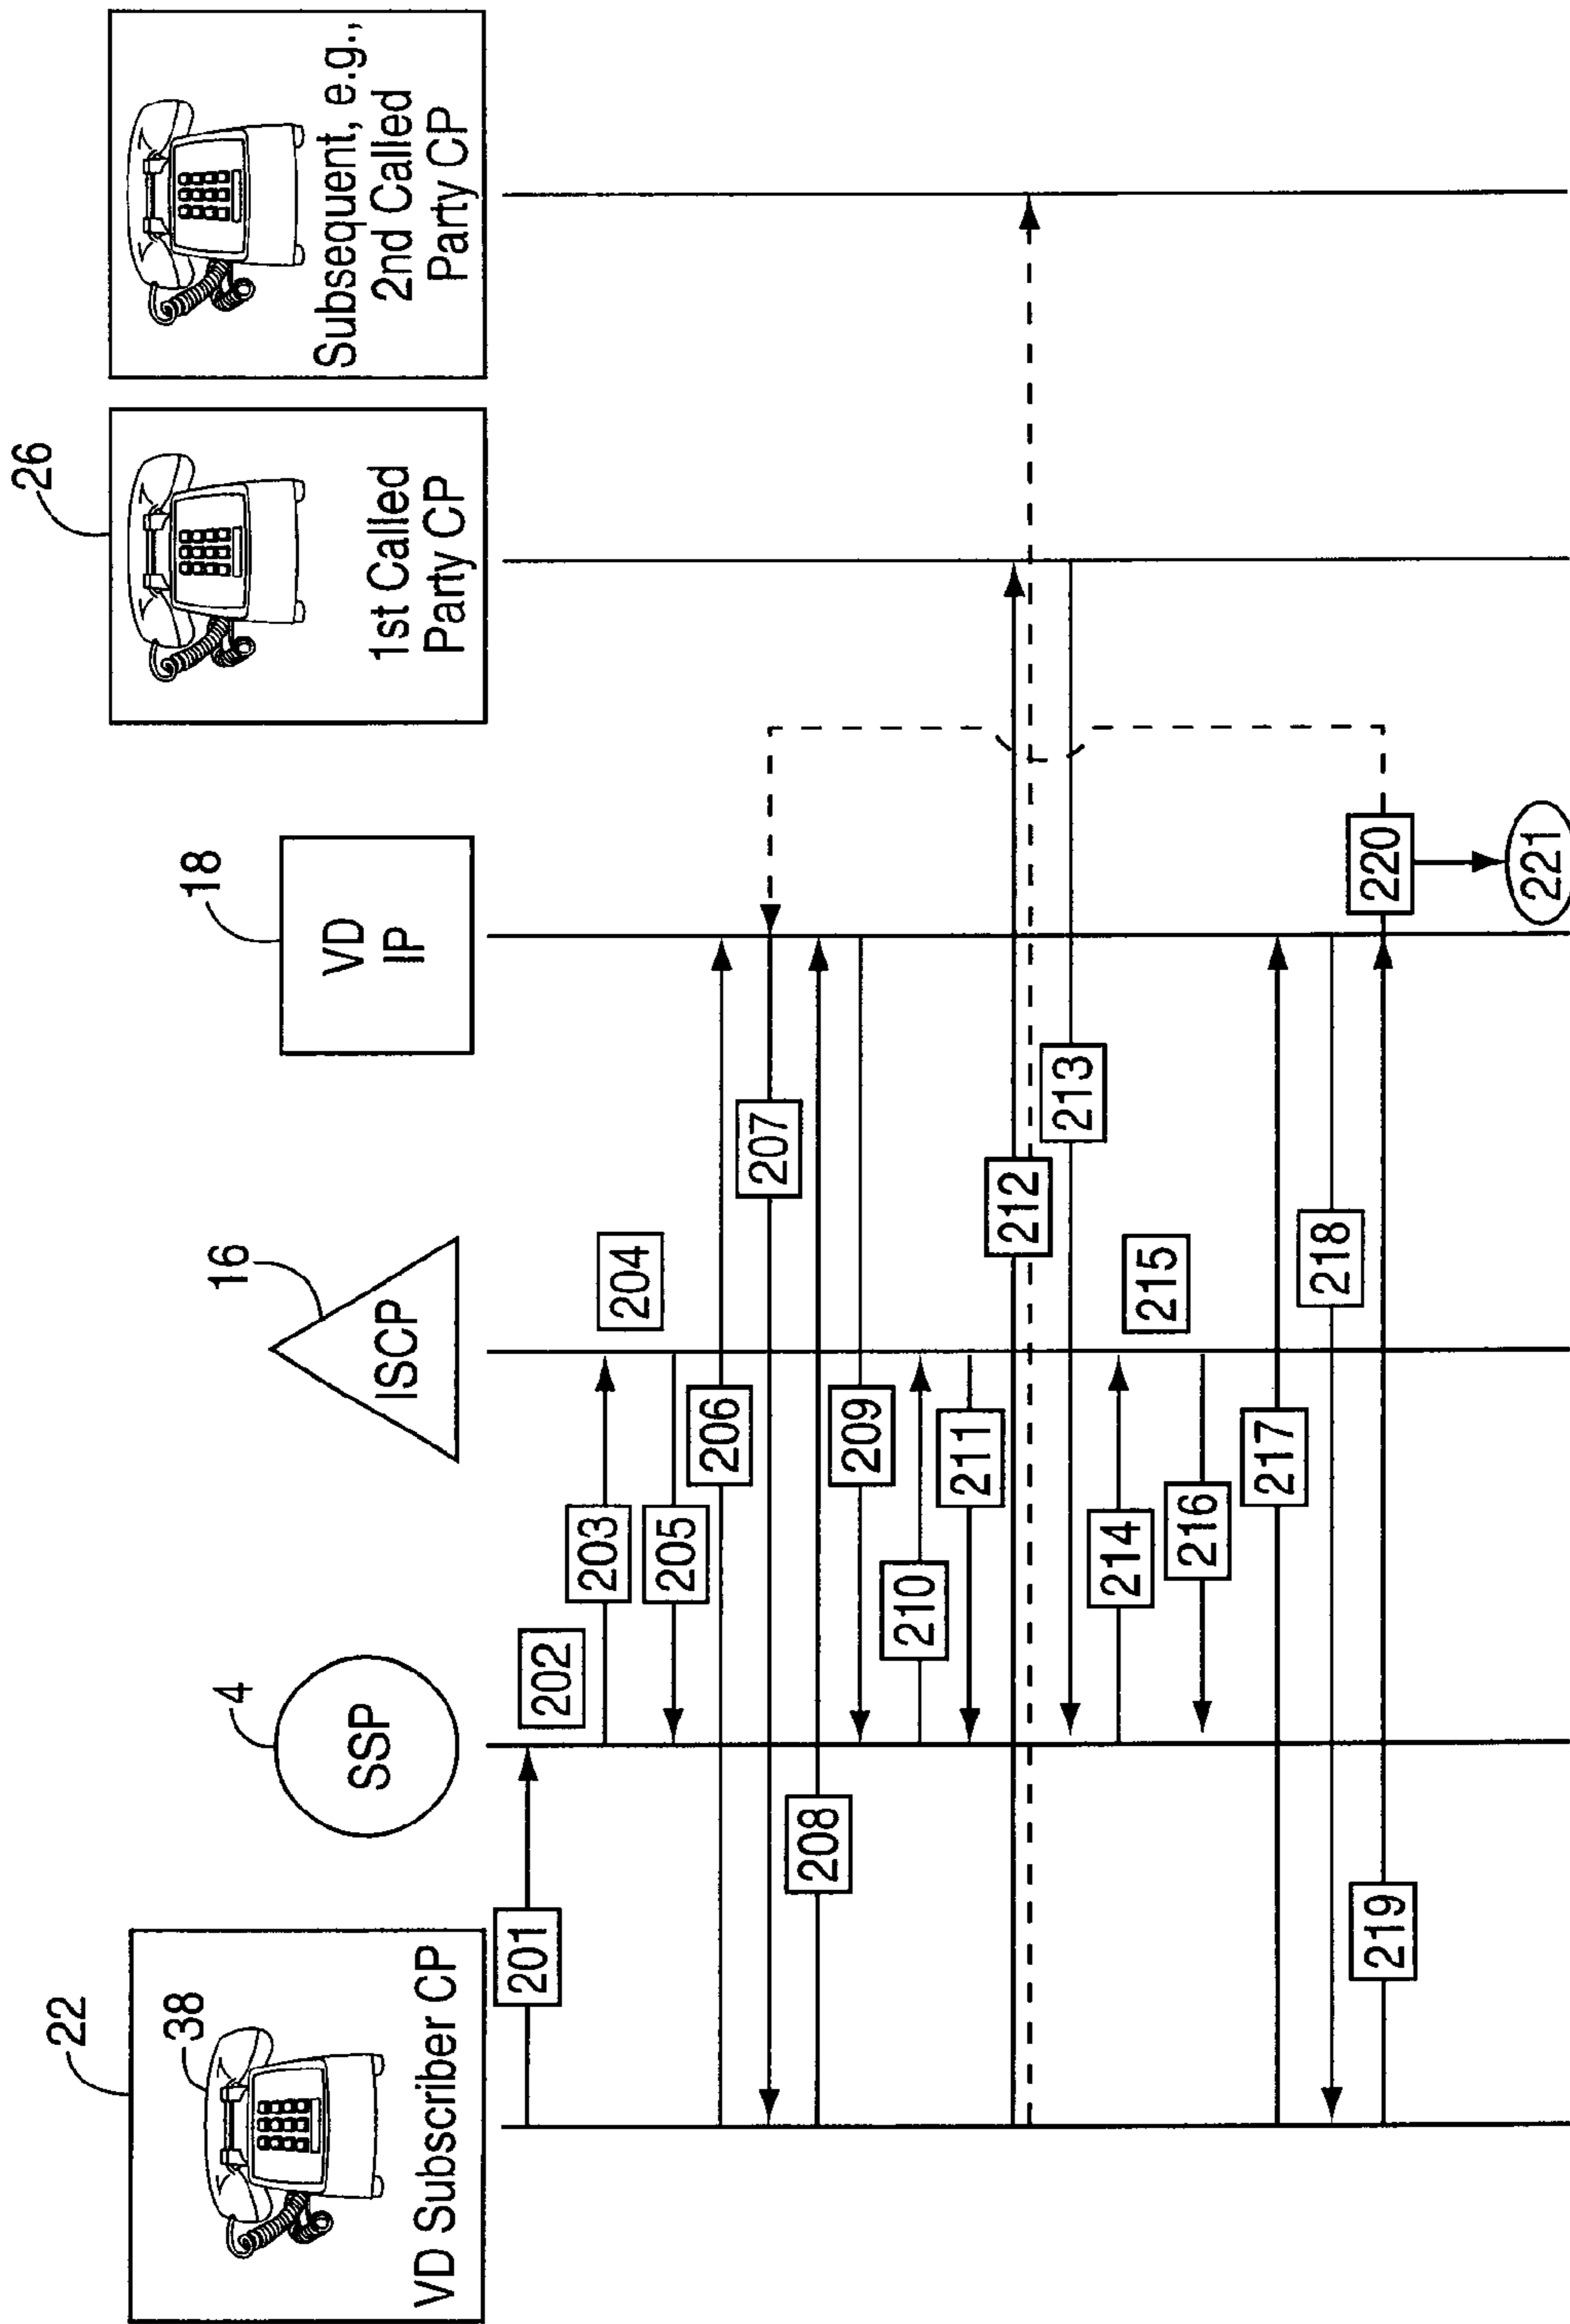 22
38
VD Subscriber CP
4
SSP
16
ISCP
18
VD
IP
26
1st Called
Party CP
Subsequent, e.g.,
2nd Called
Party CP
201
202
203
204
205
206
207
208
209
210
211
212
213
214
215
216
217
218
219
220
221